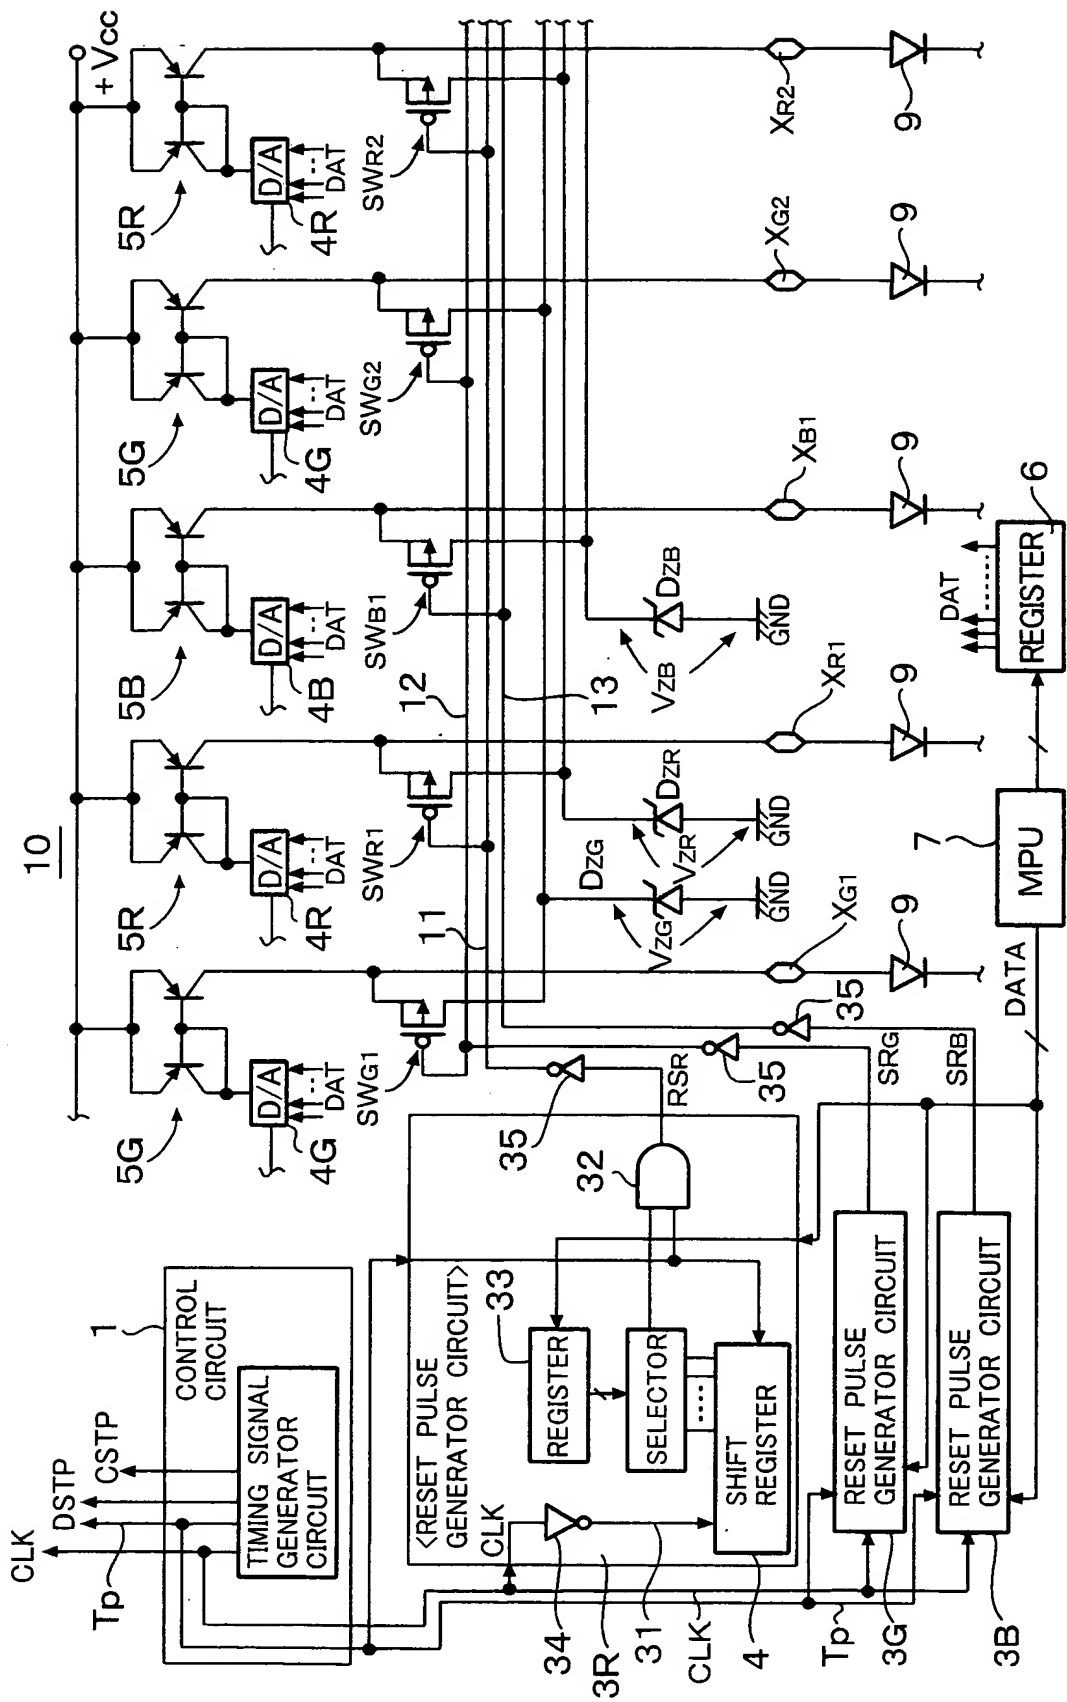 10
CLK
DSTP
CSTP
Tp
1
CONTROL
CIRCUIT
TIMING SIGNAL
GENERATOR
CIRCUIT
5G
5R
5B
5G
5R
+Vcc
D/A
D/A
D/A
D/A
D/A
DAT
DAT
DAT
DAT
DAT
4G
4R
4B
4G
4R
SWG1
SWR1
SWB1
SWG2
SWR2
11
12
13
<RESET PULSE
GENERATOR CIRCUIT>
33
REGISTER
SELECTOR
SHIFT
REGISTER
32
35
CLK
34
31
3R
4
CLK
RSR
35
35
DZG
DZR
DZB
VZG
VZR
VZB
GND
GND
GND
XG1
XR1
XB1
XG2
XR2
9
9
9
9
9
SRG
SRB
Tp
RESET PULSE
GENERATOR CIRCUIT
3G
RESET PULSE
GENERATOR CIRCUIT
3B
DATA
7
MPU
DAT
REGISTER
6